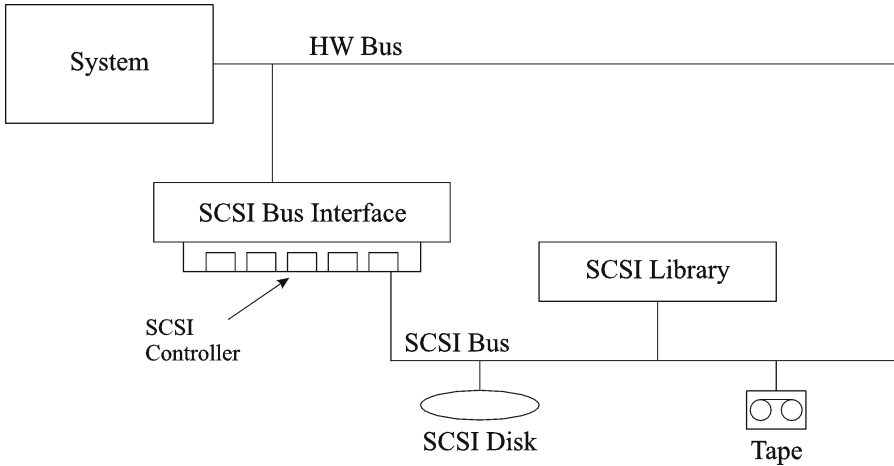 System
HW Bus
SCSI Bus Interface
SCSI Library
SCSI
Controller
SCSI Bus
SCSI Disk
Tape